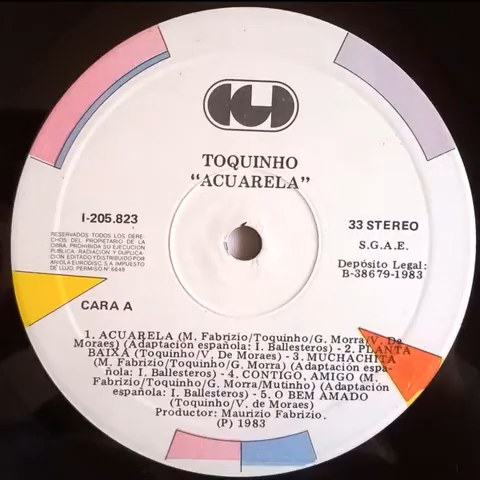 TOQUINHO
"ACUARELA"
I-205.823
RESERVADOS TODOS LOS DERE-
CHOS DEL PROPIETARIO DE LA
OBRA. PROHIBIDA SU EJECUCION
PUBLICA, RADIACION Y DUPLICA-
CION. EDITADO Y DISTRIBUIDO POR
ARIOLA EURODISC. S.A. IMPUESTO
DE LUJO. PERMISO Nº 6649
33 STEREO
S.G.A.E.
Depósito Legal:
B-38679-1983
CARA A
1. ACUARELA (M. Fabrizio/Toquinho/G. Morra/V. De
Moraes) (Adaptación española: I. Ballesteros) - 2. PLANTA
BAIXA (Toquinho/V. De Moraes) - 3. MUCHACHITA
(M. Fabrizio/Toquinho/G. Morra) (Adaptación espa-
ñola: I. Ballesteros) - 4. CONTIGO, AMIGO (M.
Fabrizio/Toquinho/G. Morra/Mutinho) (Adaptación
española: I. Ballesteros) - 5. O BEM AMADO
(Toquinho/V. de Moraes)
Productor: Maurizio Fabrizio.
(P) 1983